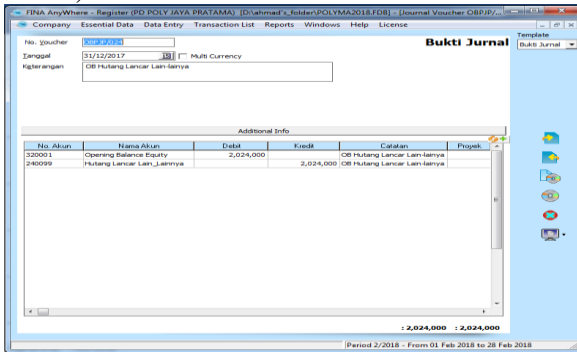 FINA AnyWhere - Register (PD POLY JAYA PRATAMA) [D:\ahmad's_folder\POLYMA2018.FDB] - [Journal Voucher OBPJP/...
Company Essential Data Data Entry Transaction List Reports Windows Help License
No. Voucher OBPJP/024 Bukti Jurnal Template
Bukti Jurnal
Tanggal 31/12/2017 Multi Currency
Keterangan OB Hutang Lancar Lain-lainya
Additional Info
No. Akun Nama Akun Debit Kredit Catatan Proyek
320001 Opening Balance Equity 2,024,000 OB Hutang Lancar Lain-lainya
240099 Hutang Lancar Lain_Lainnya 2,024,000 OB Hutang Lancar Lain-lainya
: 2,024,000 : 2,024,000
Period 2/2018 - From 01 Feb 2018 to 28 Feb 2018